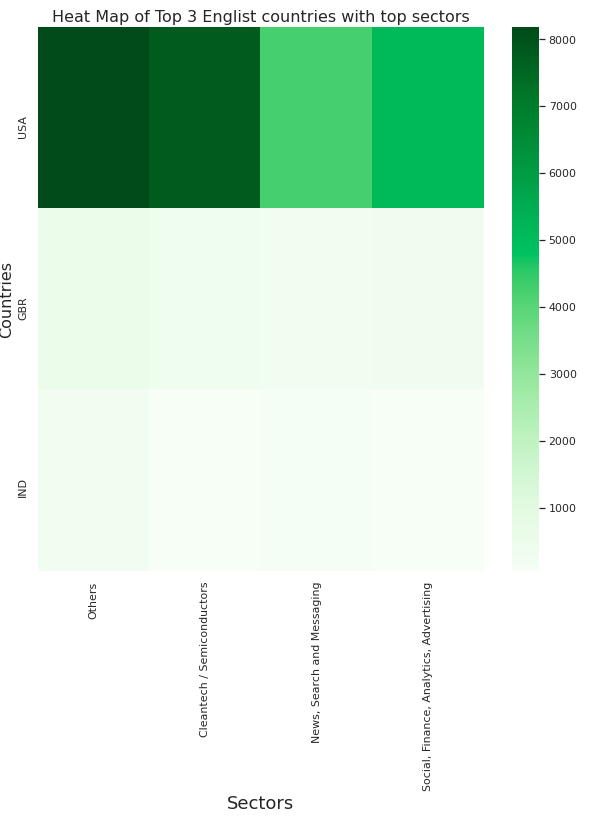 Heat Map of Top 3 Englist countries with top sectors
8000
7000
6000
5000
4000
3000
2000
1000
Countries
USA
GBR
IND
Others
Cleantech / Semiconductors
News, Search and Messaging
Social, Finance, Analytics, Advertising
Sectors